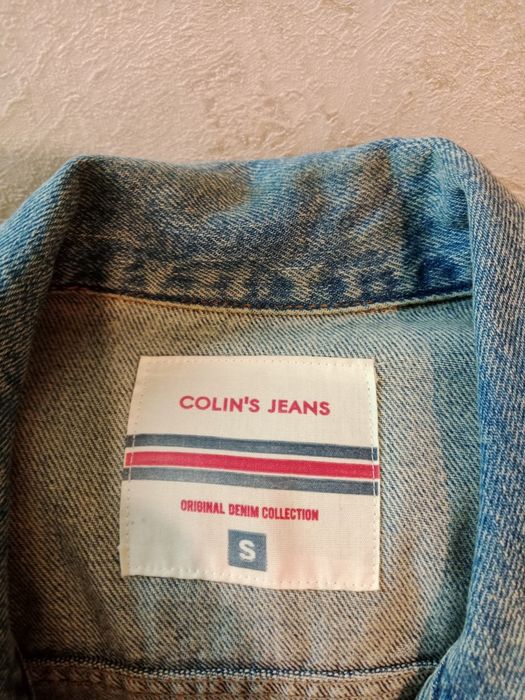 COLIN'S JEANS
ORIGINAL DENIM COLLECTION
S